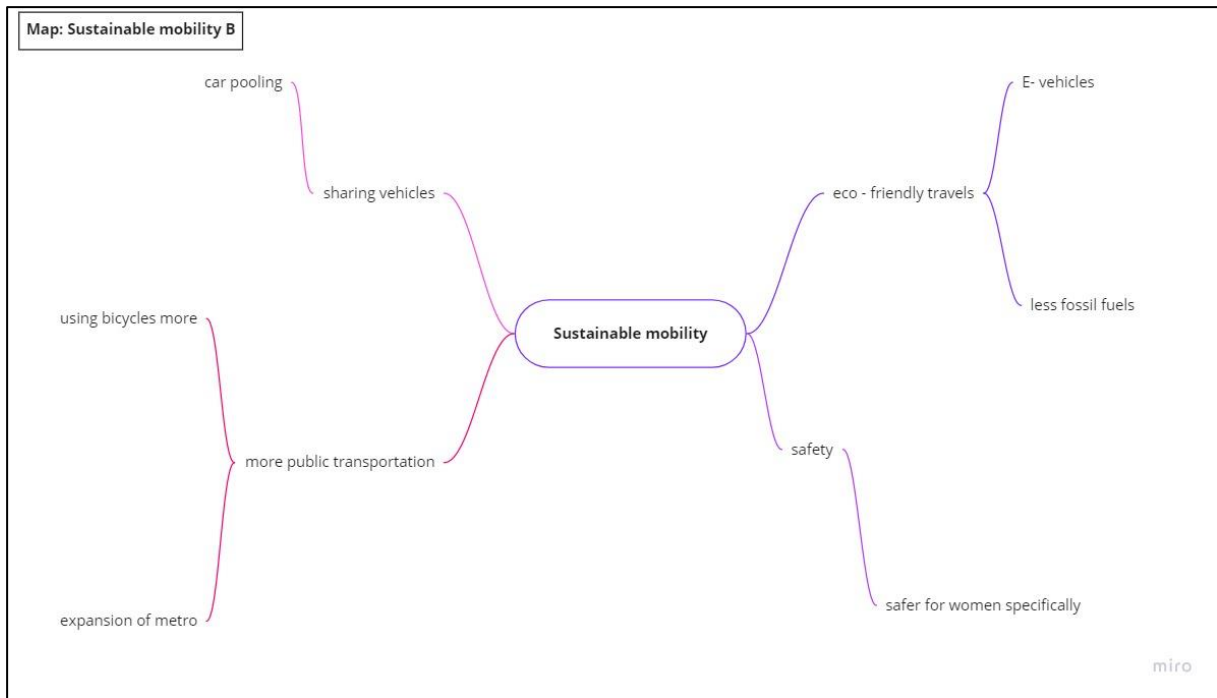 Map: Sustainable mobility B
car pooling
E- vehicles
sharing vehicles
eco - friendly travels
using bicycles more
less fossil fuels
Sustainable mobility
more public transportation
safety
expansion of metro
safer for women specifically
miro